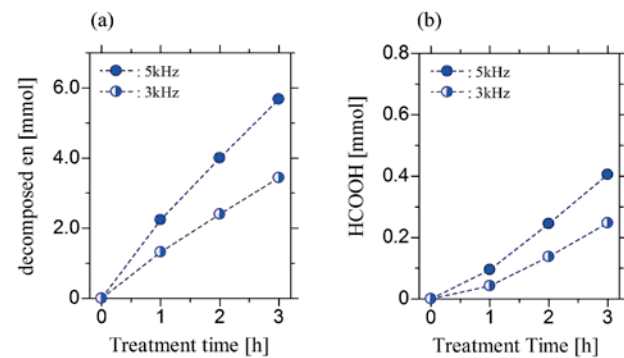 (a)
decomposed en [mmol]
6.0
4.0
2.0
0
: 5kHz
: 3kHz
0 1 2 3
Treatment time [h]
(b)
HCOOH [mmol]
0.8
0.6
0.4
0.2
0
: 5kHz
: 3kHz
0 1 2 3
Treatment Time [h]